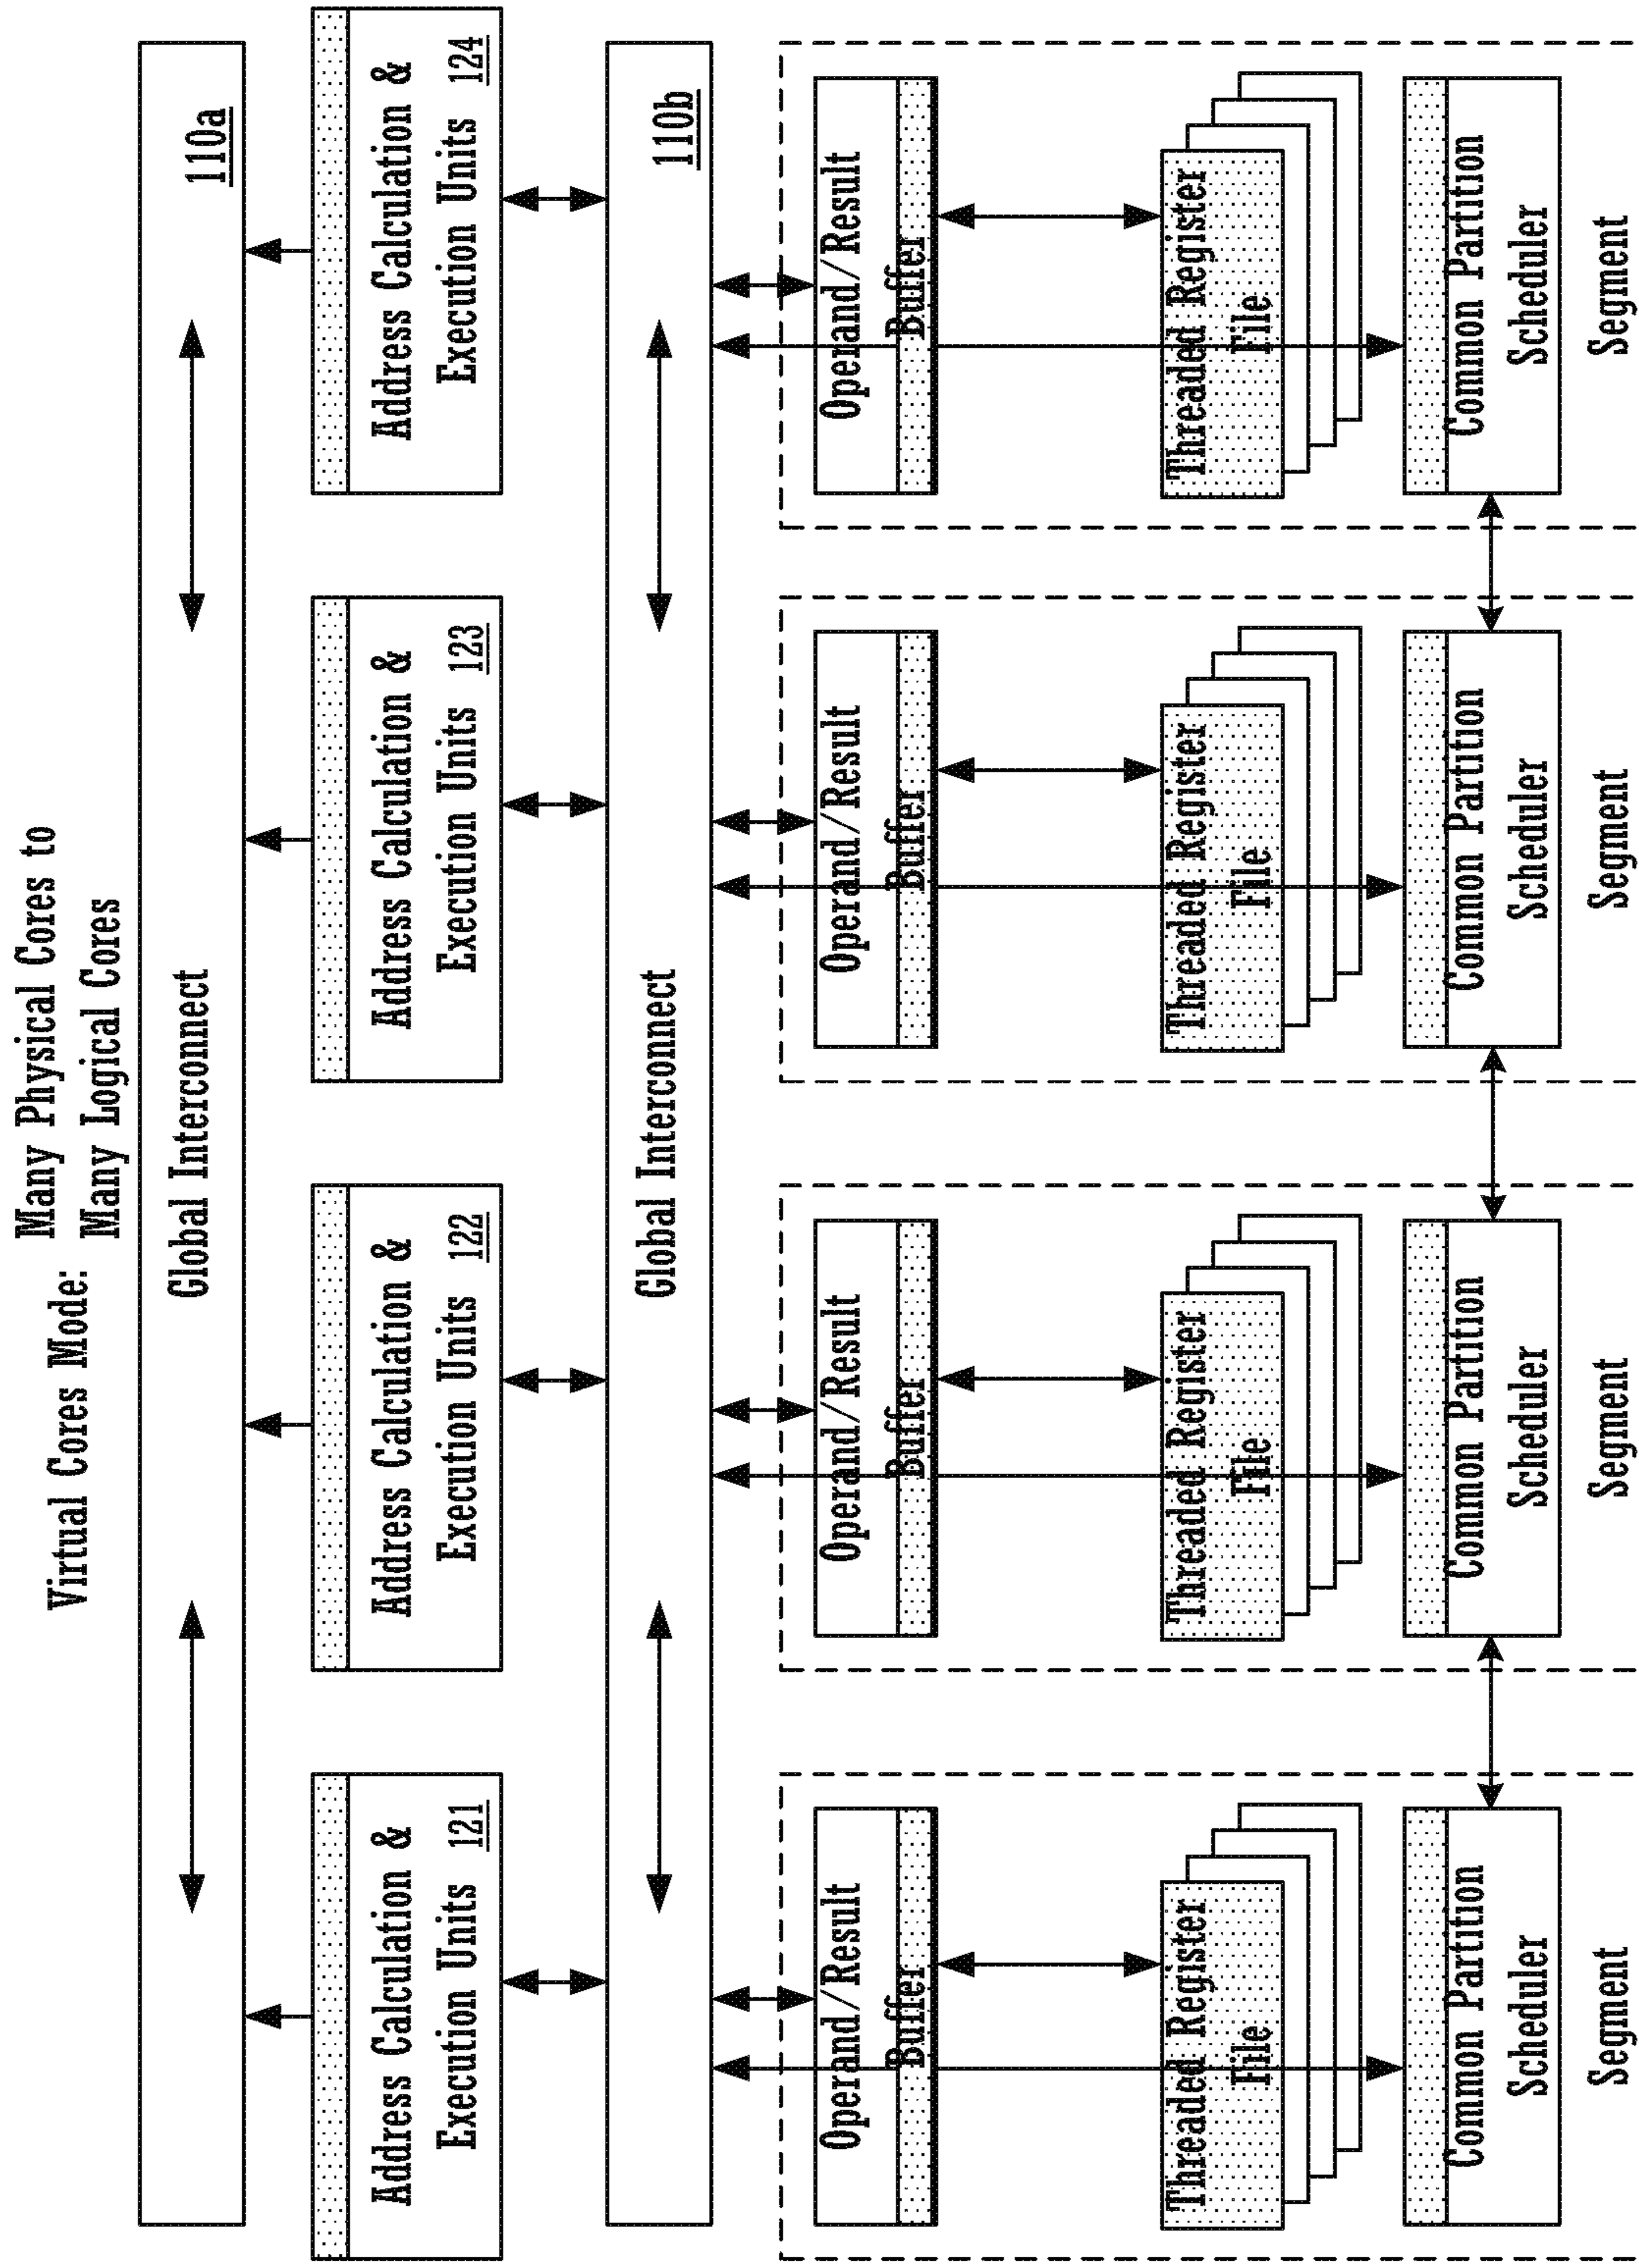 Virtual Cores Mode: Many Physical Cores to
Many Logical Cores
Global Interconnect 110a
Address Calculation &
Execution Units 121
Address Calculation &
Execution Units 122
Address Calculation &
Execution Units 123
Address Calculation &
Execution Units 124
Global Interconnect 110b
Operand/Result
Buffer
Threaded Register
File
Common Partition
Scheduler
Segment
Operand/Result
Buffer
Threaded Register
File
Common Partition
Scheduler
Segment
Operand/Result
Buffer
Threaded Register
File
Common Partition
Scheduler
Segment
Operand/Result
Buffer
Threaded Register
File
Common Partition
Scheduler
Segment